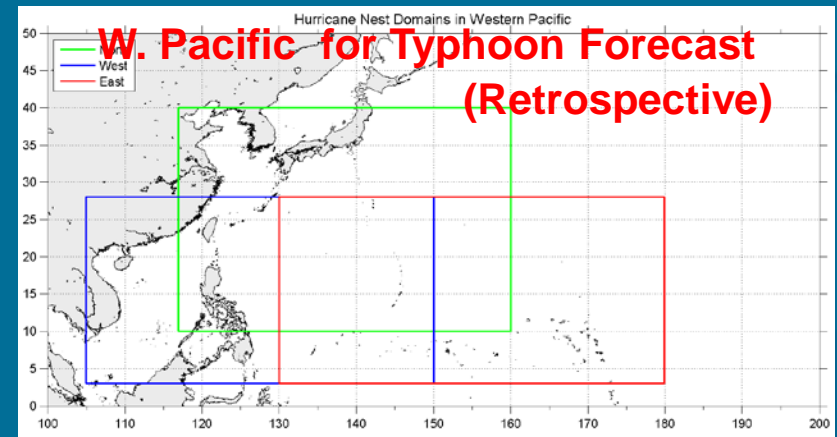 Hurricane Nest Domains in Western Pacific
W. Pacific for Typhoon Forecast
(Retrospective)
West
East
50
45
40
35
30
25
20
15
10
5
0
100 110 120 130 140 150 160 170 180 190 200